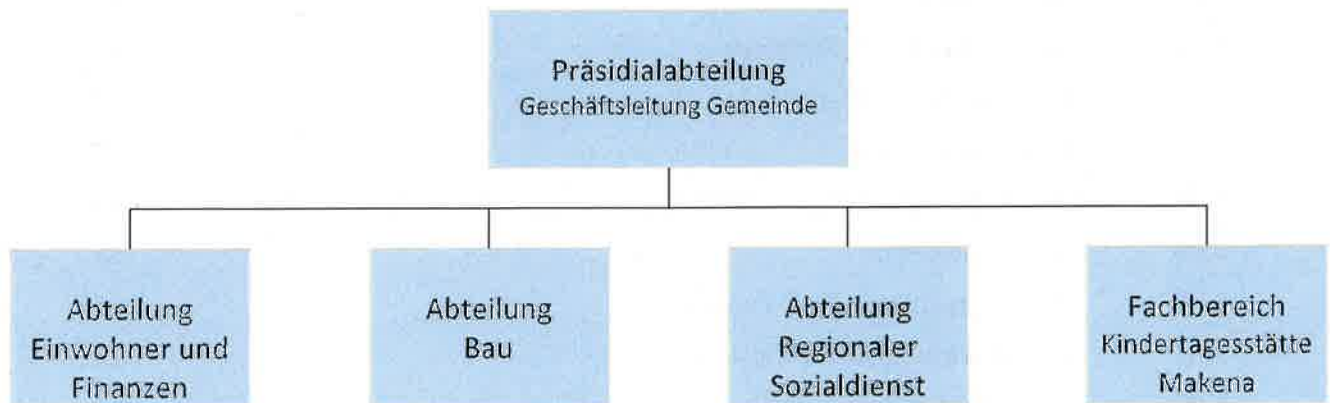 Präsidialabteilung
Geschäftsleitung Gemeinde
Abteilung
Einwohner und
Finanzen
Abteilung
Bau
Abteilung
Regionaler
Sozialdienst
Fachbereich
Kindertagesstätte
Makena